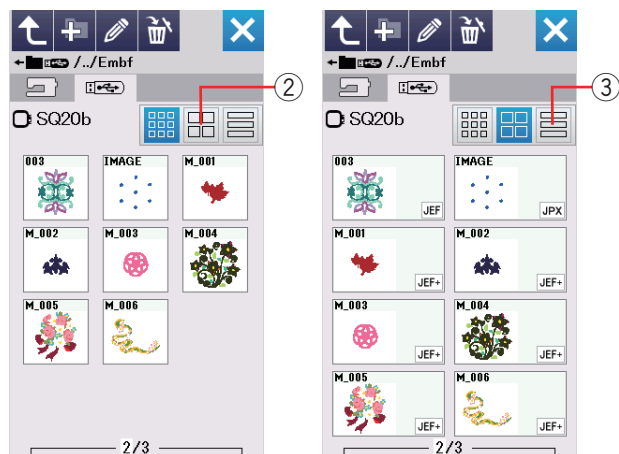 ← /../Embf
SQ20b
②
003 IMAGE M_001
M_002 M_003 M_004
M_005 M_006
2/3
← /../Embf
SQ20b
③
003 IMAGE
JEF JPX
M_001 M_002
JEF+ JEF+
M_003 M_004
JEF+ JEF+
M_005 M_006
JEF+ JEF+
2/3